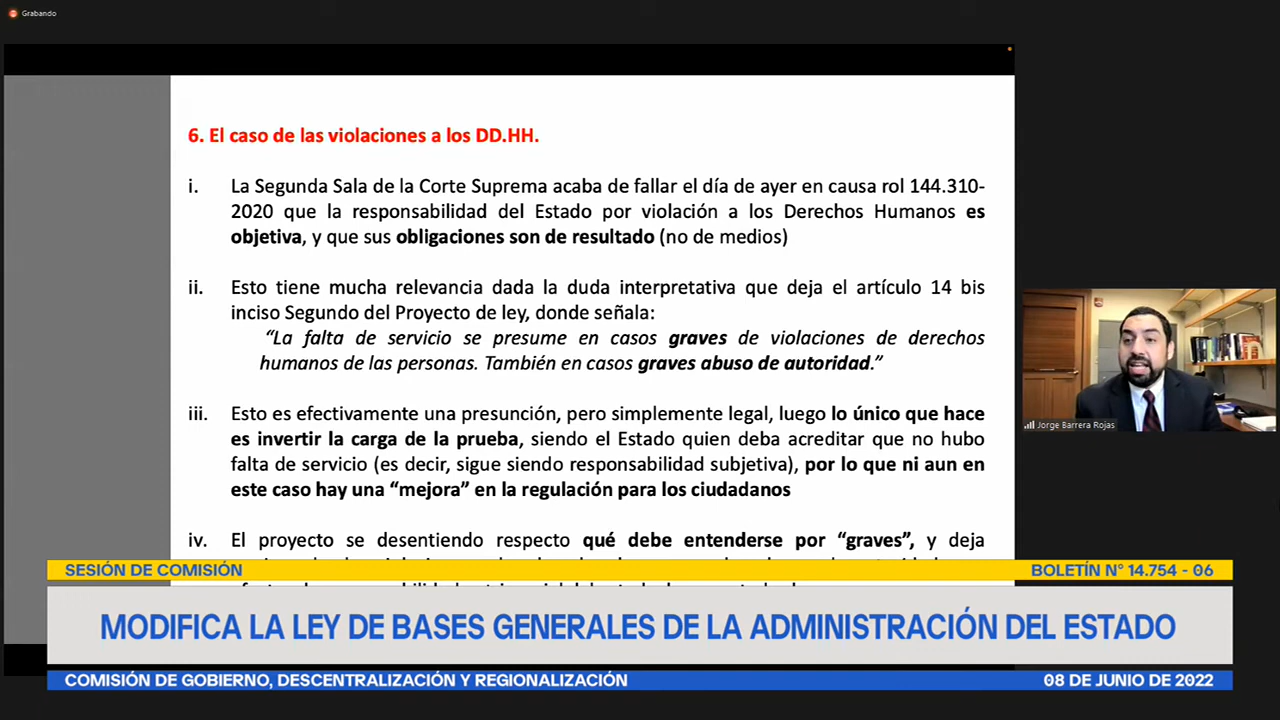 Grabando
6. El caso de las violaciones a los DD.HH.
i. La Segunda Sala de la Corte Suprema acaba de fallar el día de ayer en causa rol 144.310-
2020 que la responsabilidad del Estado por violación a los Derechos Humanos es
objetiva, y que sus obligaciones son de resultado (no de medios)
ii. Esto tiene mucha relevancia dada la duda interpretativa que deja el artículo 14 bis
inciso Segundo del Proyecto de ley, donde señala:
“La falta de servicio se presume en casos graves de violaciones de derechos
humanos de las personas. También en casos graves abuso de autoridad.”
iii. Esto es efectivamente una presunción, pero simplemente legal, luego lo único que hace
es invertir la carga de la prueba, siendo el Estado quien deba acreditar que no hubo
falta de servicio (es decir, sigue siendo responsabilidad subjetiva), por lo que ni aun en
este caso hay una “mejora” en la regulación para los ciudadanos
iv. El proyecto se desentiendo respecto qué debe entenderse por “graves”, y deja
Jorge Barrera Rojas
SESIÓN DE COMISIÓN
BOLETÍN N° 14.754 - 06
MODIFICA LA LEY DE BASES GENERALES DE LA ADMINISTRACIÓN DEL ESTADO
COMISIÓN DE GOBIERNO, DESCENTRALIZACIÓN Y REGIONALIZACIÓN
08 DE JUNIO DE 2022